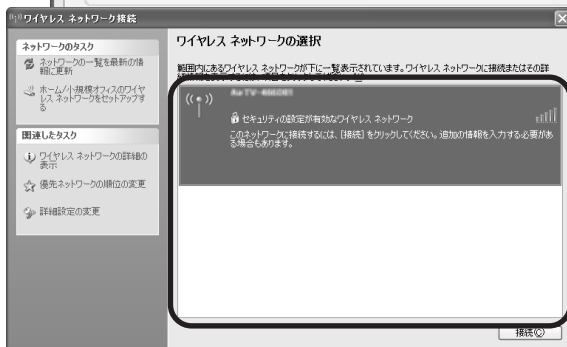 ワイヤレス ネットワーク接続
ネットワークのタスク
ネットワークの一覧を最新の情
報に更新
ホーム/小規模オフィスのワイヤ
レス ネットワークをセットアップす
る
関連したタスク
ワイヤレス ネットワークの詳細の
表示
優先ネットワークの順位の変更
詳細設定の変更
ワイヤレス ネットワークの選択
範囲内にあるワイヤレス ネットワークが下に一覧表示されています。ワイヤレス ネットワークに接続またはその詳
セキュリティの設定が有効なワイヤレス ネットワーク
このネットワークに接続するには、[接続] をクリックしてください。追加の情報を入力する必要があ
る場合もあります。
接続(C)